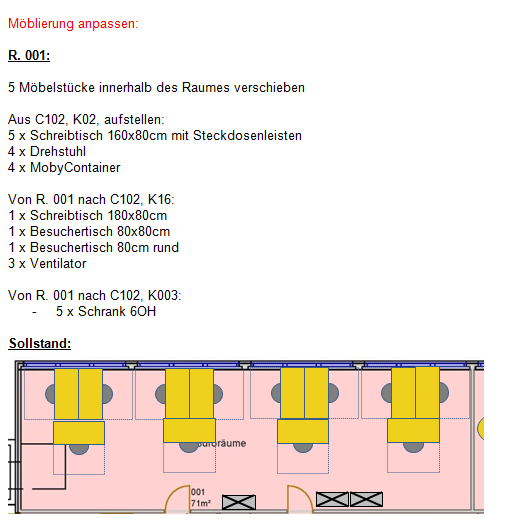 Möblierung anpassen:
R. 001:
5 Möbelstücke innerhalb des Raumes verschieben
Aus C102, K02, aufstellen:
5 x Schreibtisch 160x80cm mit Steckdosenleisten
4 x Drehstuhl
4 x MobyContainer
Von R. 001 nach C102, K16:
1 x Schreibtisch 180x80cm
1 x Besuchertisch 80x80cm
1 x Besuchertisch 80cm rund
3 x Ventilator
Von R. 001 nach C102, K003:
- 5 x Schrank 6OH
Sollstand:
001
71m²